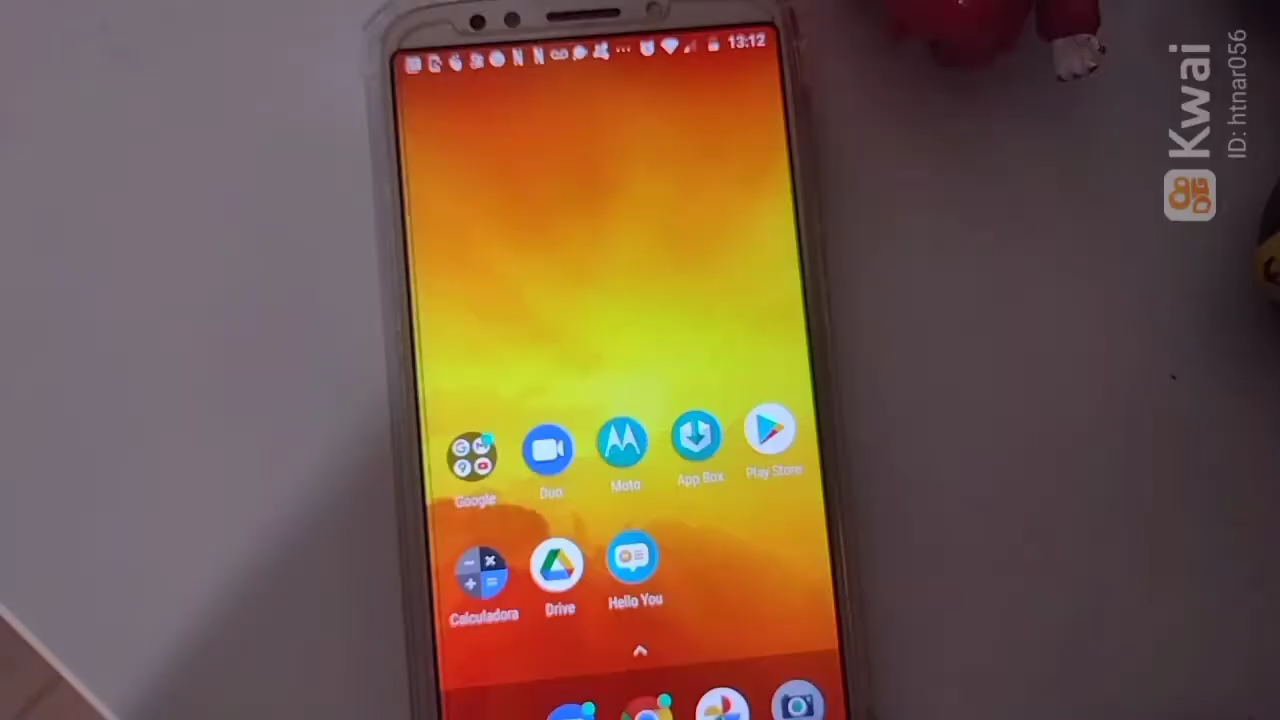 13:12
Google
Duo
Moto
App Box
Play Store
Calculadora
Drive
Hello You
Kwai
ID: htnar056